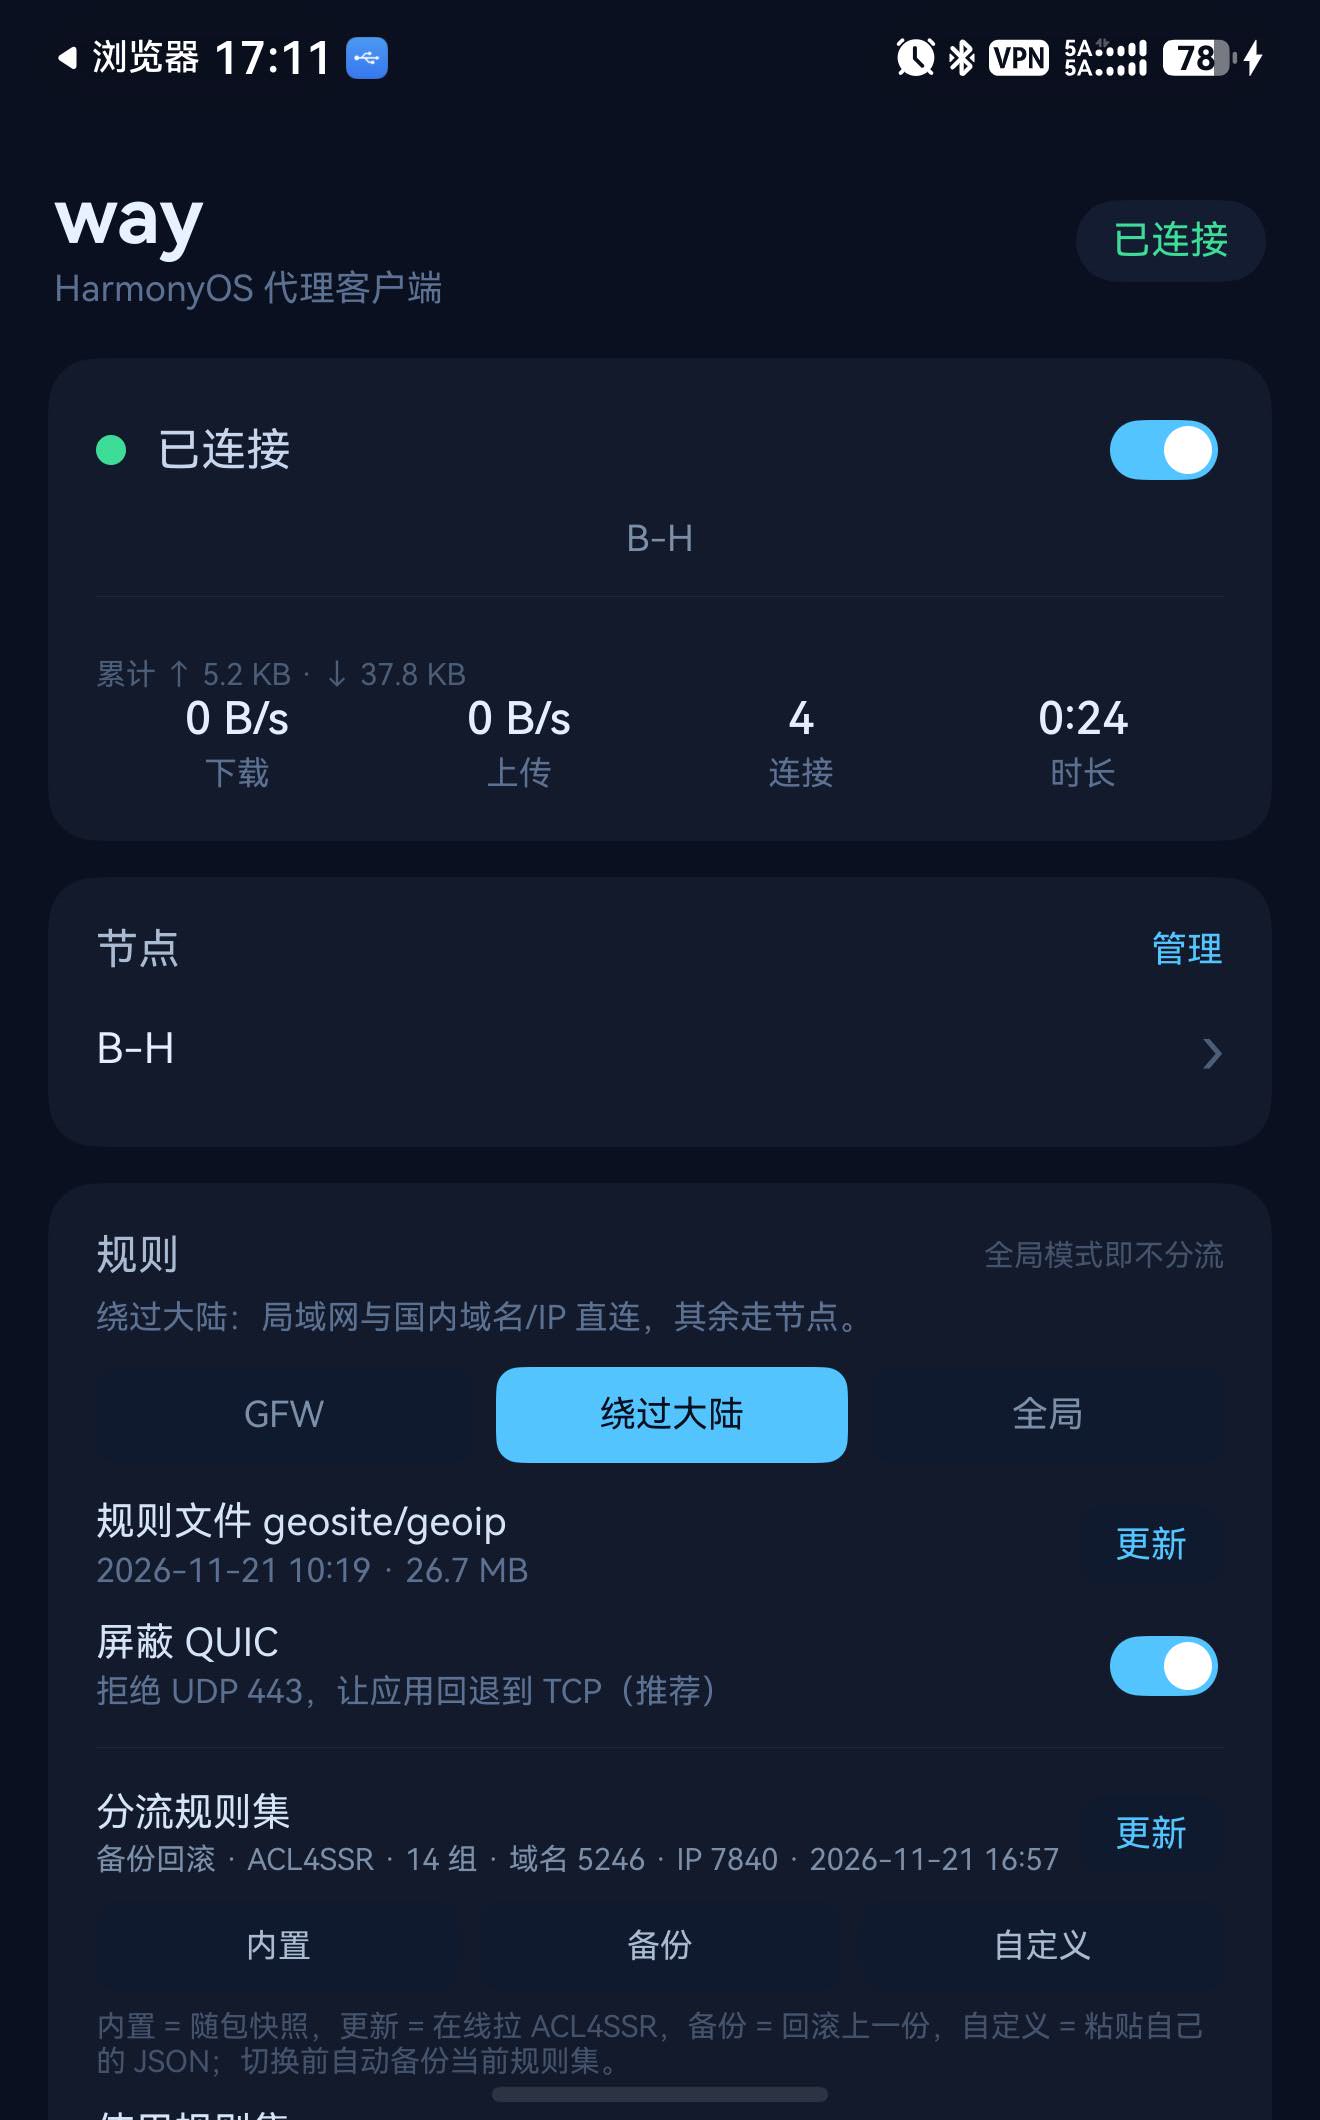 浏览器 17:11 VPN 5A 5A 78
way
已连接
HarmonyOS 代理客户端
已连接
B-H
累计 ↑ 5.2 KB · ↓ 37.8 KB
0 B/s 0 B/s 4 0:24
下载 上传 连接 时长
节点 管理
B-H
规则 全局模式即不分流
绕过大陆：局域网与国内域名/IP 直连，其余走节点。
GFW 绕过大陆 全局
规则文件 geosite/geoip
更新
2026-11-21 10:19 · 26.7 MB
屏蔽 QUIC
拒绝 UDP 443，让应用回退到 TCP（推荐）
分流规则集
更新
备份回滚 · ACL4SSR · 14 组 · 域名 5246 · IP 7840 · 2026-11-21 16:57
内置 备份 自定义
内置 = 随包快照，更新 = 在线拉 ACL4SSR，备份 = 回滚上一份，自定义 = 粘贴自己
的 JSON；切换前自动备份当前规则集。